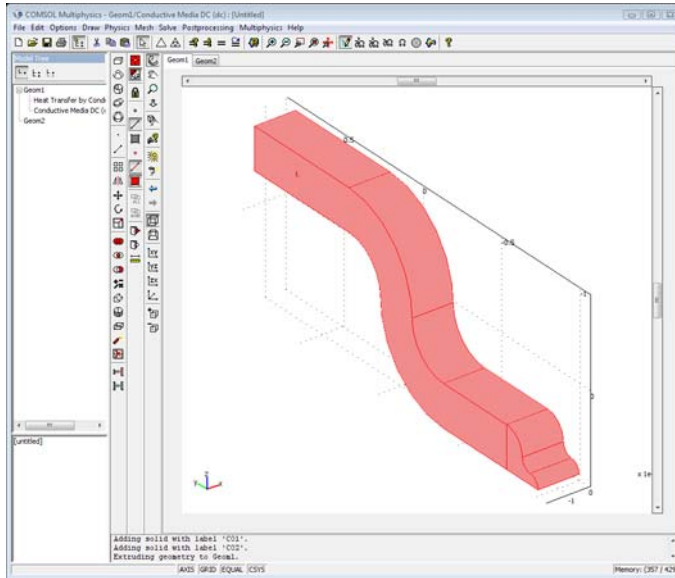 COMSOL Multiphysics - Geom1/Conductive Media DC (dc) : [Untitled]
File Edit Options Draw Physics Mesh Solve Postprocessing Multiphysics Help
Model Tree
Geom1 Geom2
Geom1
Heat Transfer by Cond
Conductive Media DC (
Geom2
0.5
0
-0.5
-1
0
-1
0
x 1e
z
y
x
[untitled]
Adding solid with label 'CO1'.
Adding solid with label 'CO2'.
Extruding geometry to Geom1.
AXIS GRID EQUAL CSYS
Memory: (357 / 42